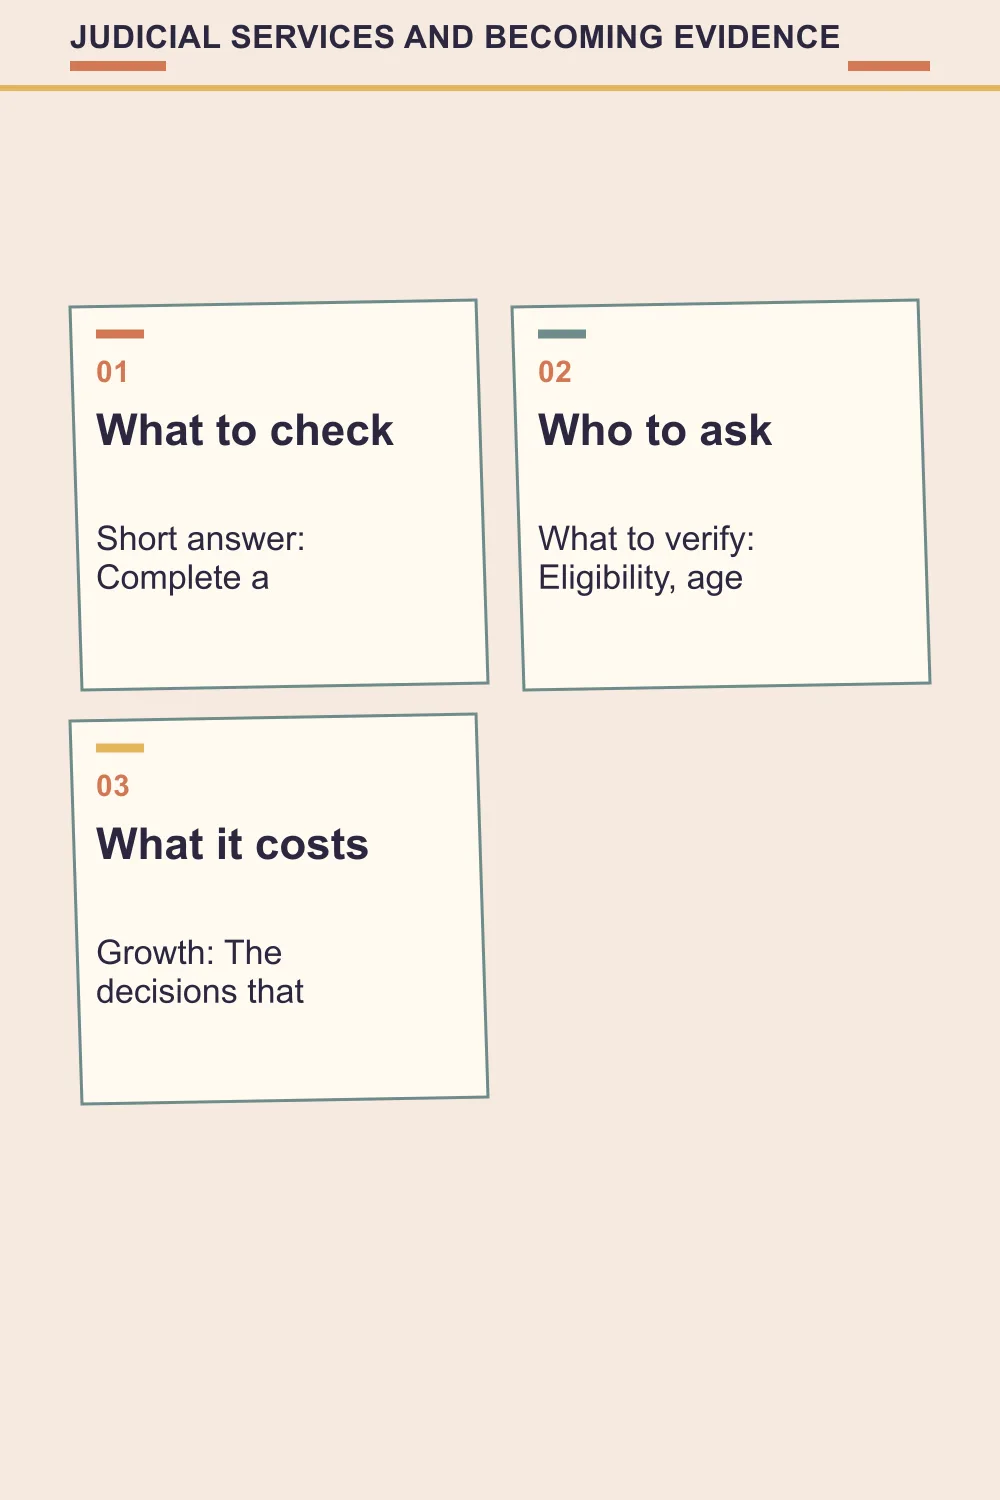 JUDICIAL SERVICES AND BECOMING EVIDENCE
01
What to check
Short answer:
Complete a
02
Who to ask
What to verify:
Eligibility, age
03
What it costs
Growth: The
decisions that